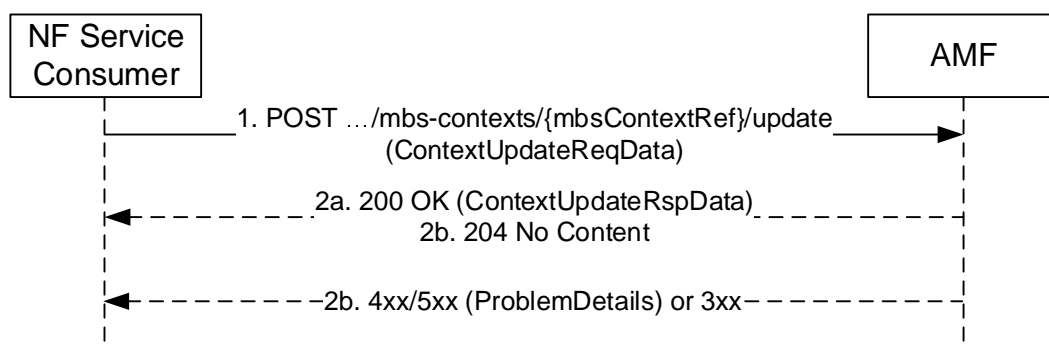 NF Service
Consumer
AMF
1. POST .../mbs-contexts/{mbsContextRef}/update
(ContextUpdateReqData)
2a. 200 OK (ContextUpdateRspData)
2b. 204 No Content
2b. 4xx/5xx (ProblemDetails) or 3xx